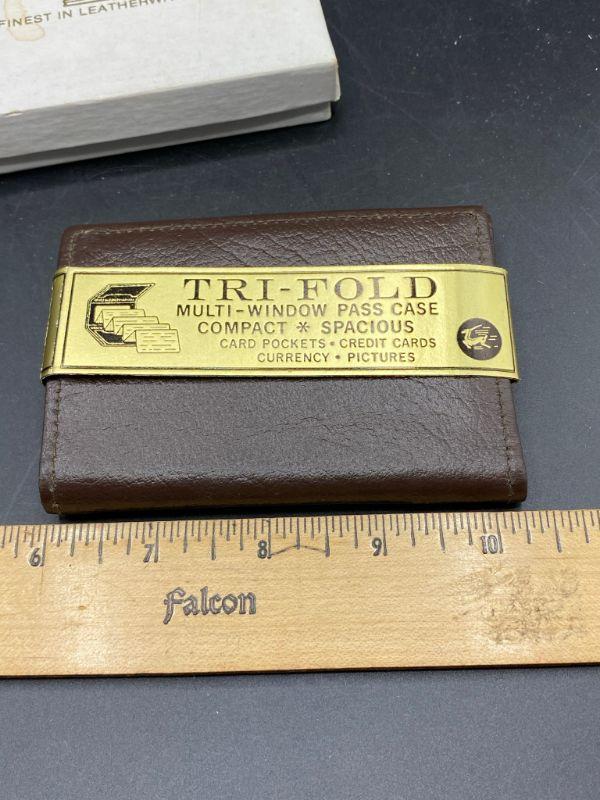 FINEST IN LEATHERW
TRI-FOLD
MULTI-WINDOW PASS CASE
COMPACT * SPACIOUS
CARD POCKETS • CREDIT CARDS
CURRENCY • PICTURES
6 7 8 9 10
Falcon